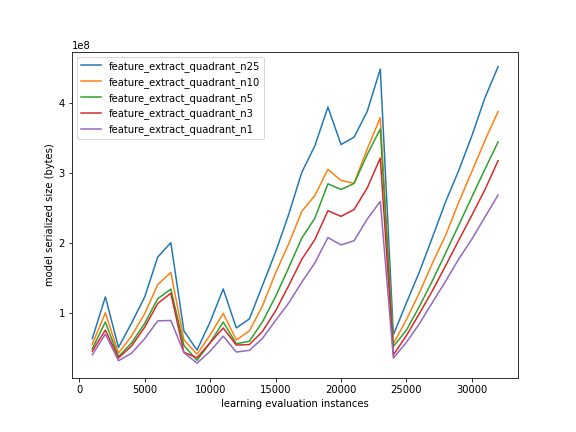 1e8
feature_extract_quadrant_n25
feature_extract_quadrant_n10
feature_extract_quadrant_n5
feature_extract_quadrant_n3
feature_extract_quadrant_n1
4
3
2
1
model serialized size (bytes)
0 5000 10000 15000 20000 25000 30000
learning evaluation instances